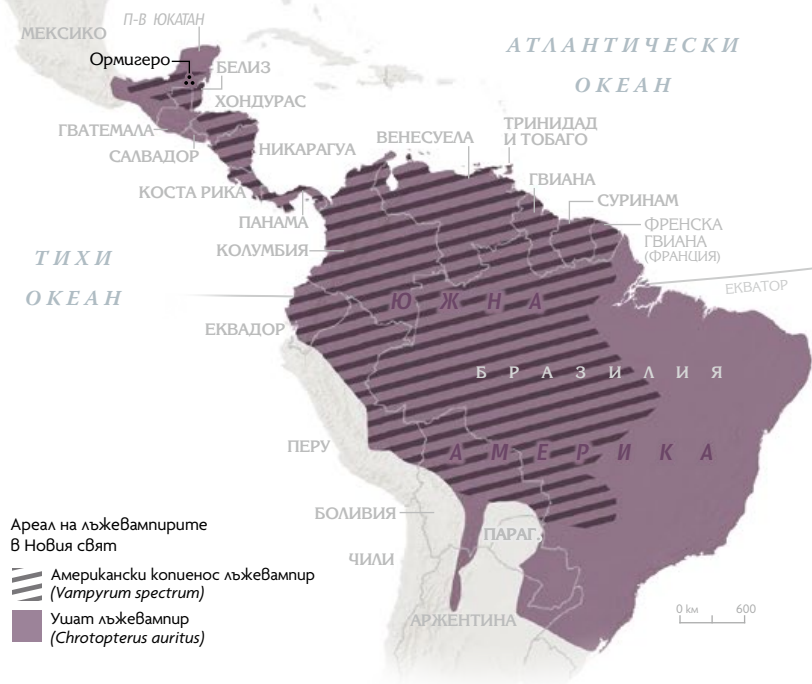 П-В ЮКАТАН
МЕКСИКО
Ормигеро
БЕЛИЗ
ХОНДУРАС
ГВАТЕМАЛА
САЛВАДОР
НИКАРАГУА
КОСТА РИКА
ПАНАМА
КОЛУМБИЯ
ВЕНЕСУЕЛА
ТРИНИДАД
И ТОБАГО
ГВИАНА
СУРИНАМ
ФРЕНСКА
ГВИАНА
(ФРАНЦИЯ)
АТЛАНТИЧЕСКИ
ОКЕАН
ТИХИ
ОКЕАН
ЕКВАТОР
ЕКВАДОР
ЮЖНА
БРАЗИЛИЯ
АМЕРИКА
ПЕРУ
БОЛИВИЯ
ПАРАГ.
ЧИЛИ
АРЖЕНТИНА
Ареал на лъжевампирите
в Новия свят
Американски копиенос лъжевампир
(Vampyrum spectrum)
Ушат лъжевампир
(Chrotopterus auritus)
0 км 600